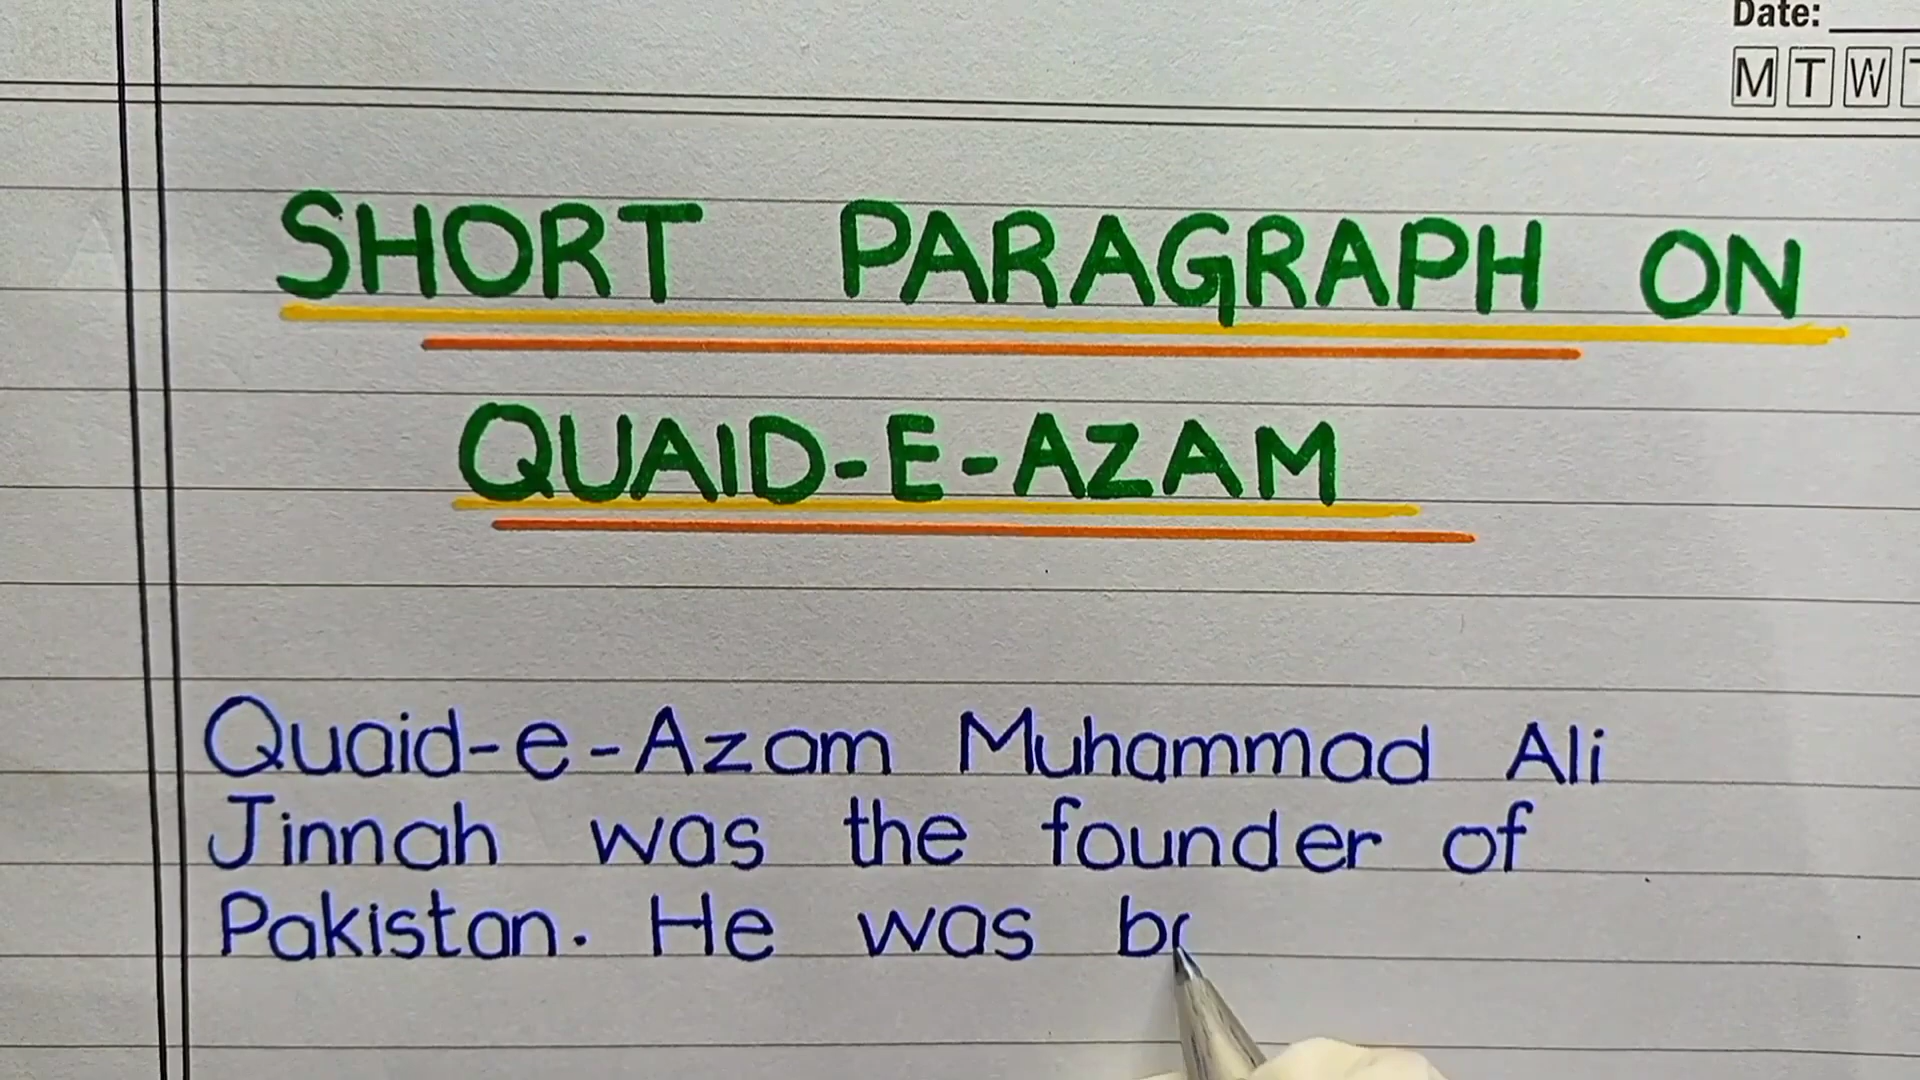 Date:
M T W
SHORT PARAGRAPH ON
QUAID-E-AZAM
Quaid-e-Azam Muhammad Ali
Jinnah was the founder of
Pakistan. He was